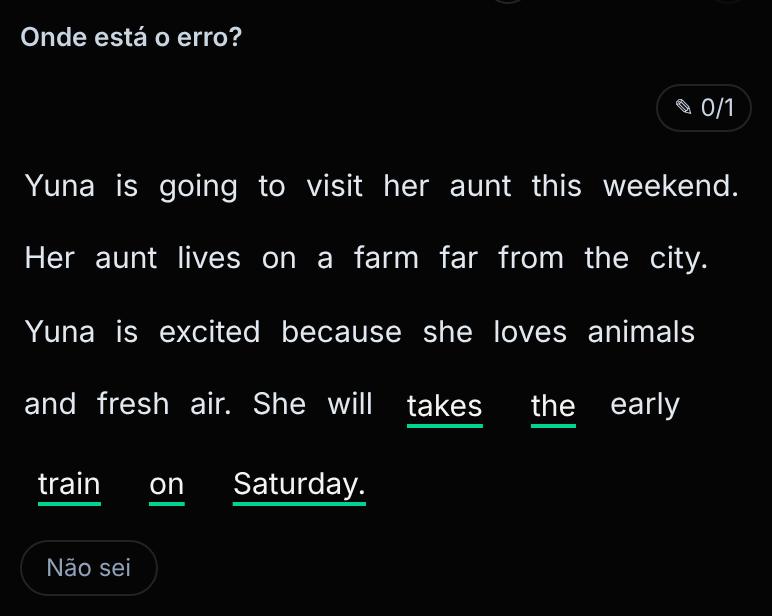 Onde está o erro?
✎ 0/1
Yuna is going to visit her aunt this weekend.
Her aunt lives on a farm far from the city.
Yuna is excited because she loves animals
and fresh air. She will takes the early
train on Saturday.
Não sei